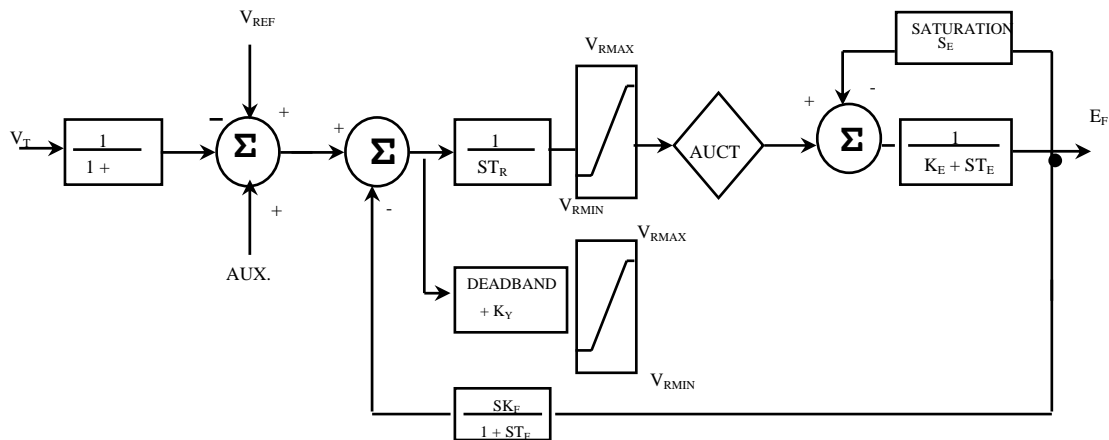 V_REF
V_RMAX
SATURATION
S_E
-
+
E_F
V_T
1
1 +
−
+
Σ
+
+
Σ
-
1
ST_R
V_RMIN
AUCT
Σ
1
K_E + ST_E
AUX.
V_RMAX
DEADBAND
+ K_Y
V_RMIN
SK_F
1 + ST_F